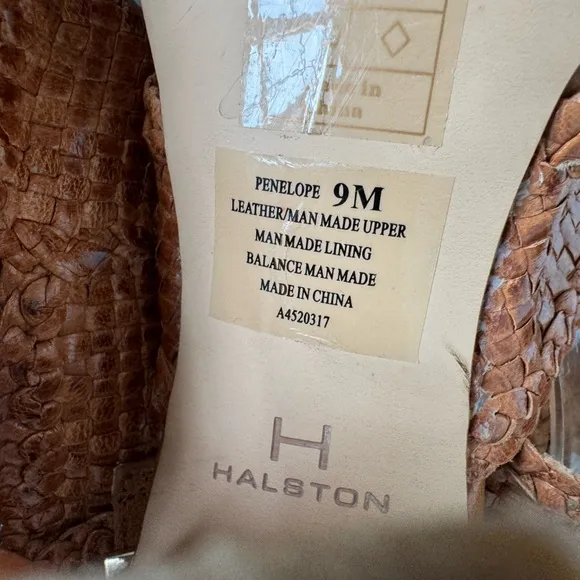 PENELOPE 9M
LEATHER/MAN MADE UPPER
MAN MADE LINING
BALANCE MAN MADE
MADE IN CHINA
A4520317
H
HALSTON